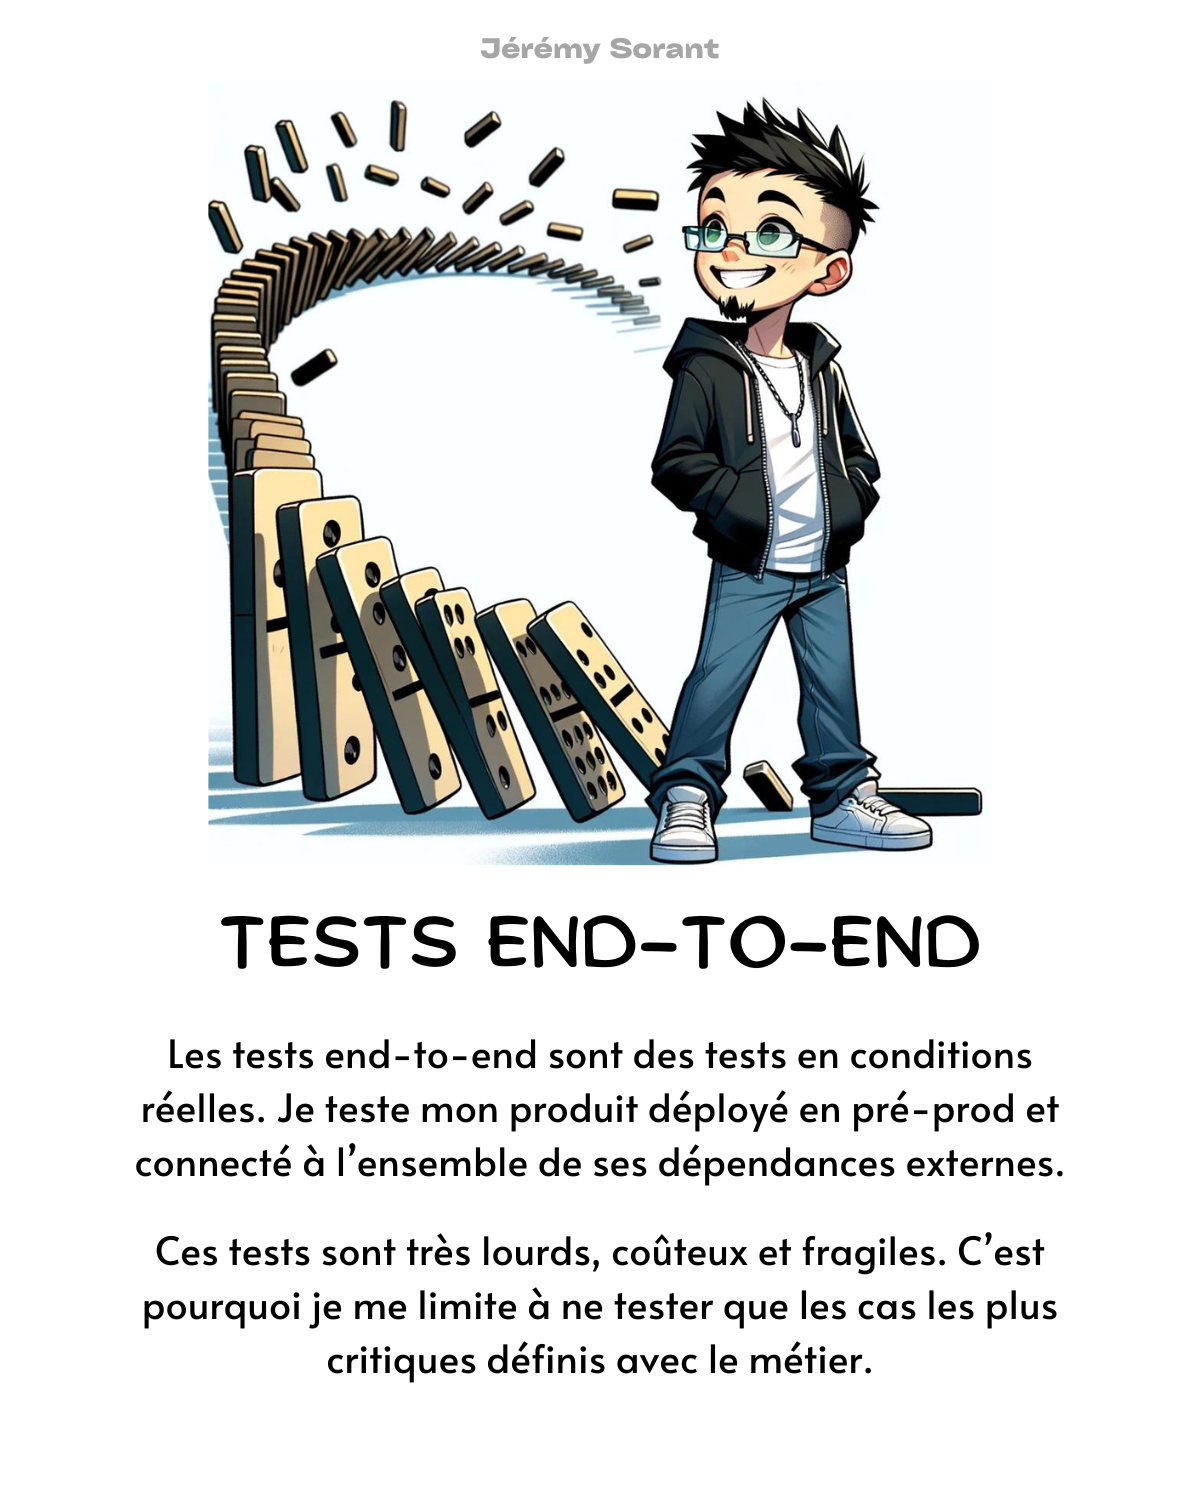 Jérémy Sorant
TESTS END-TO-END
Les tests end-to-end sont des tests en conditions
réelles. Je teste mon produit déployé en pré-prod et
connecté à l’ensemble de ses dépendances externes.
Ces tests sont très lourds, coûteux et fragiles. C’est
pourquoi je me limite à ne tester que les cas les plus
critiques définis avec le métier.